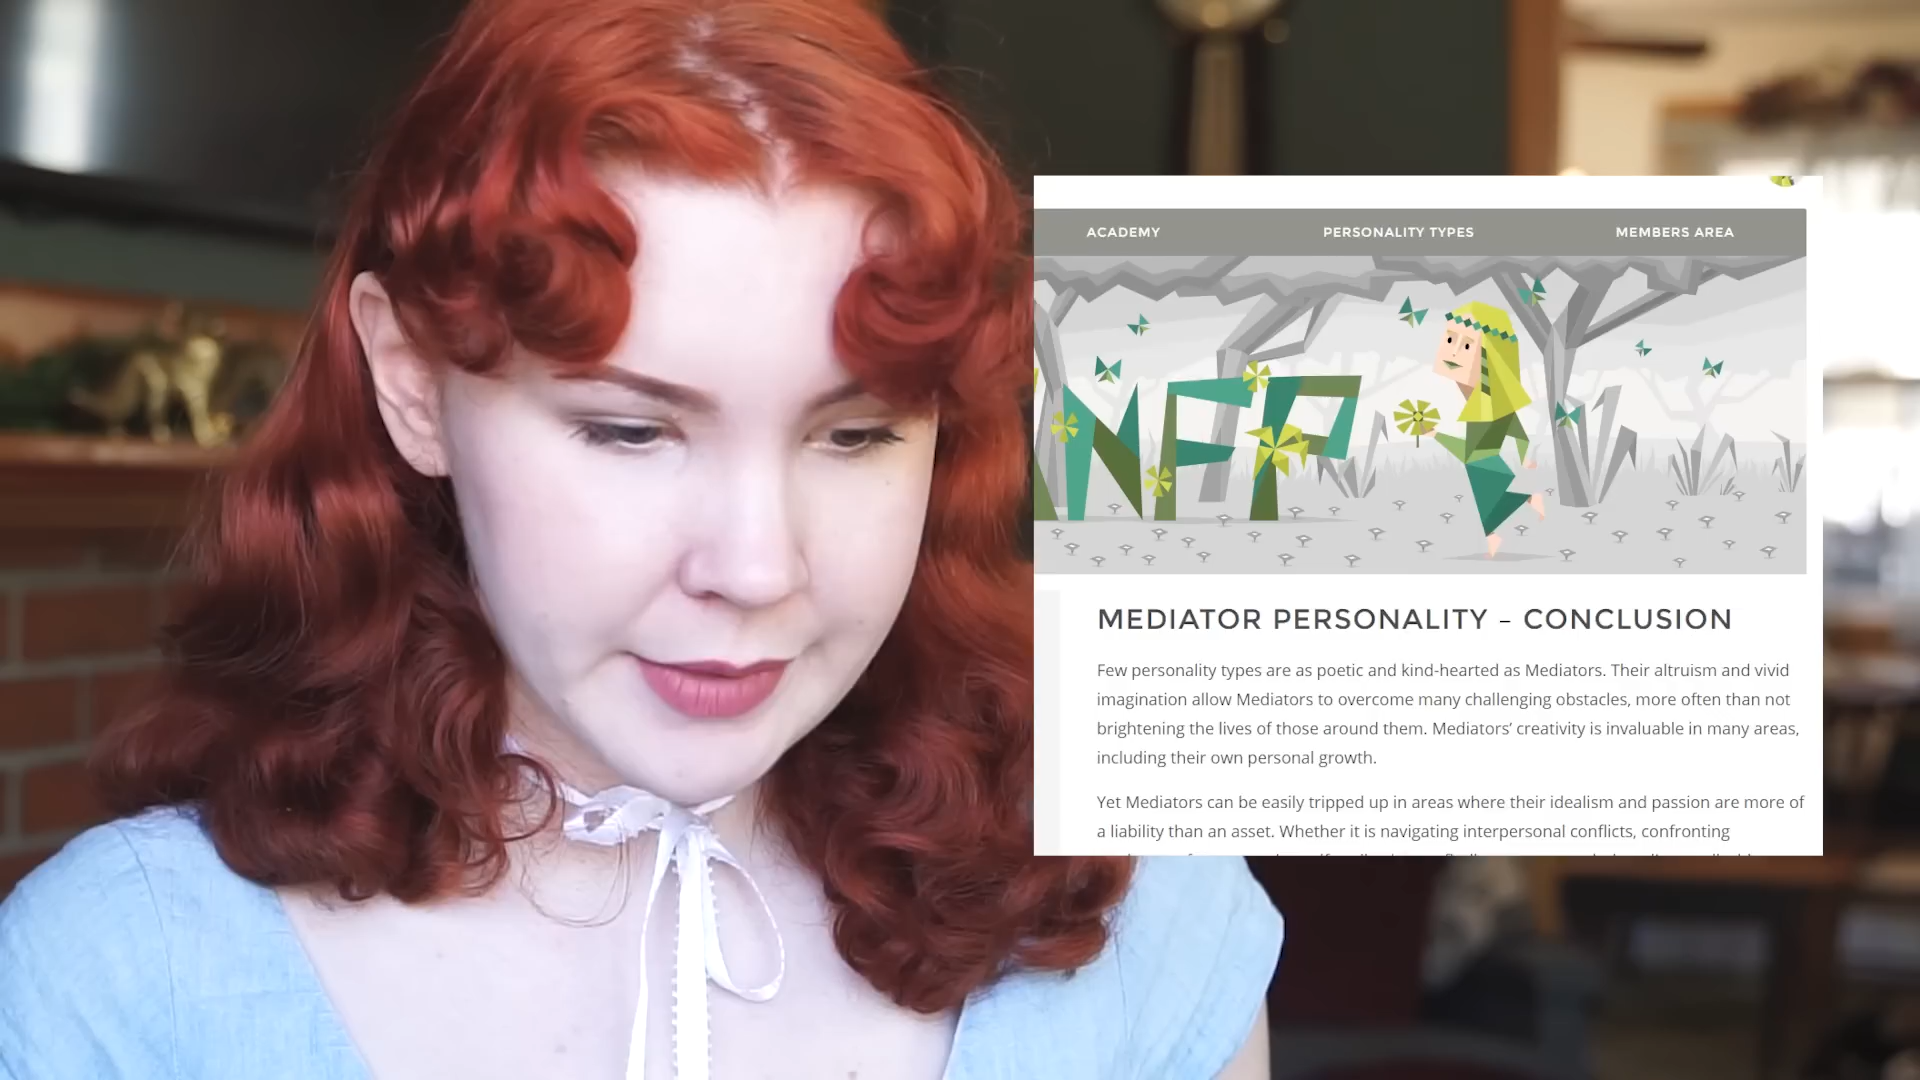 ACADEMY PERSONALITY TYPES MEMBERS AREA
NFP
MEDIATOR PERSONALITY – CONCLUSION
Few personality types are as poetic and kind-hearted as Mediators. Their altruism and vivid
imagination allow Mediators to overcome many challenging obstacles, more often than not
brightening the lives of those around them. Mediators’ creativity is invaluable in many areas,
including their own personal growth.
Yet Mediators can be easily tripped up in areas where their idealism and passion are more of
a liability than an asset. Whether it is navigating interpersonal conflicts, confronting